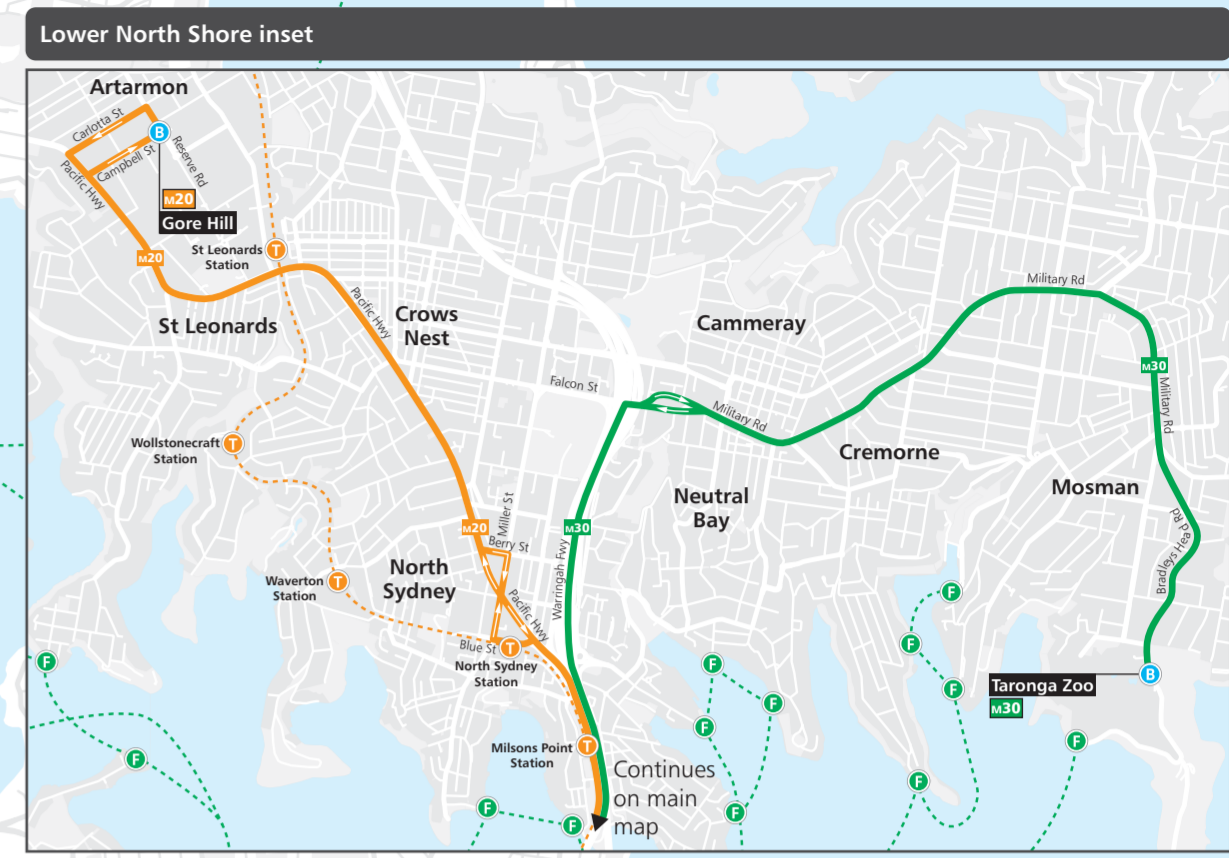 Lower North Shore inset
Artarmon
Carlotta St
B
Reserve Rd
Campbell St
Pacific Hwy
M20
Gore Hill
St Leonards
Station
T
M20
St Leonards
Pacific Hwy
Crows
Nest
Cammeray
Military Rd
Falcon St
M30
Military Rd
Military Rd
Wollstonecraft
Station
T
Cremorne
Neutral
Bay
Mosman
Miller St
M20
M30
Berry St
Warringah Fwy
Bradleys Head Rd
North
Sydney
Waverton
Station
T
Pacific Hwy
Blue St
T
North Sydney
Station
F
F
F
F
F
F
B
Taronga Zoo
M30
F
F
F
Milsons Point
Station
T
Continues
on main
map
F
F
F
F
F